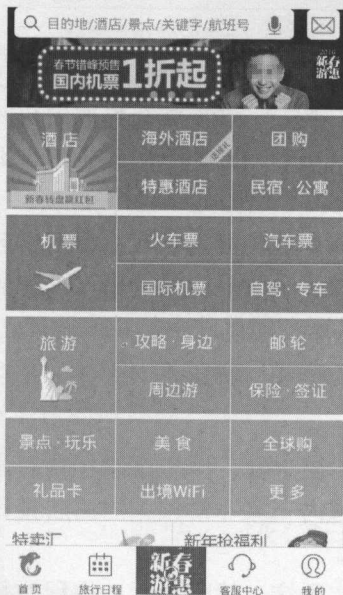 目的地/酒店/景点/关键字/航班号
春节错峰预售
国内机票1折起
2016
新春
游惠
酒店 海外酒店 团购
特惠酒店 民宿·公寓
新春转盘赢红包
机票 火车票 汽车票
国际机票 自驾·专车
旅游 攻略·身边 邮轮
周边游 保险·签证
景点·玩乐 美食 全球购
礼品卡 出境WiFi 更多
特卖汇 新年抢福利
新春
游惠
首页 旅行日程 客服中心 我的